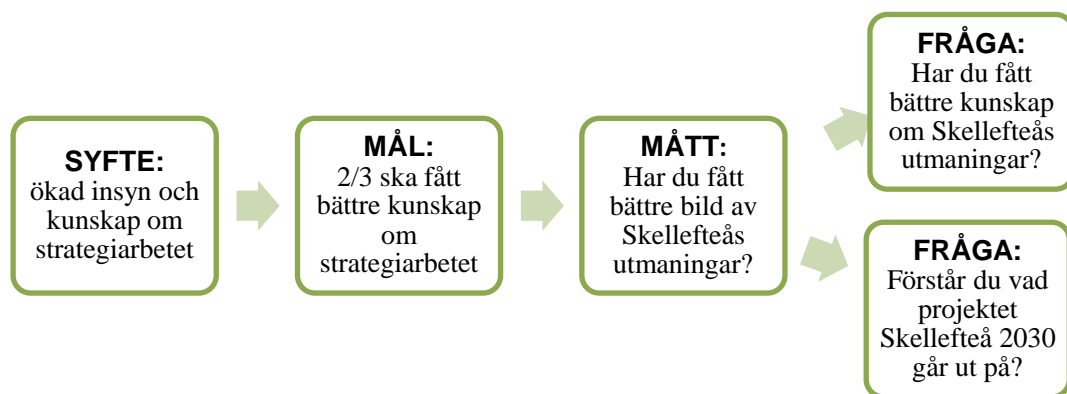 SYFTE:
ökad insyn och
kunskap om
strategiarbetet
MÅL:
2/3 ska fått
bättre kunskap
om
strategiarbetet
MÅTT:
Har du fått
bättre bild av
Skellefteås
utmaningar?
FRÅGA:
Har du fått
bättre kunskap
om Skellefteås
utmaningar?
FRÅGA:
Förstår du vad
projektet
Skellefteå 2030
går ut på?